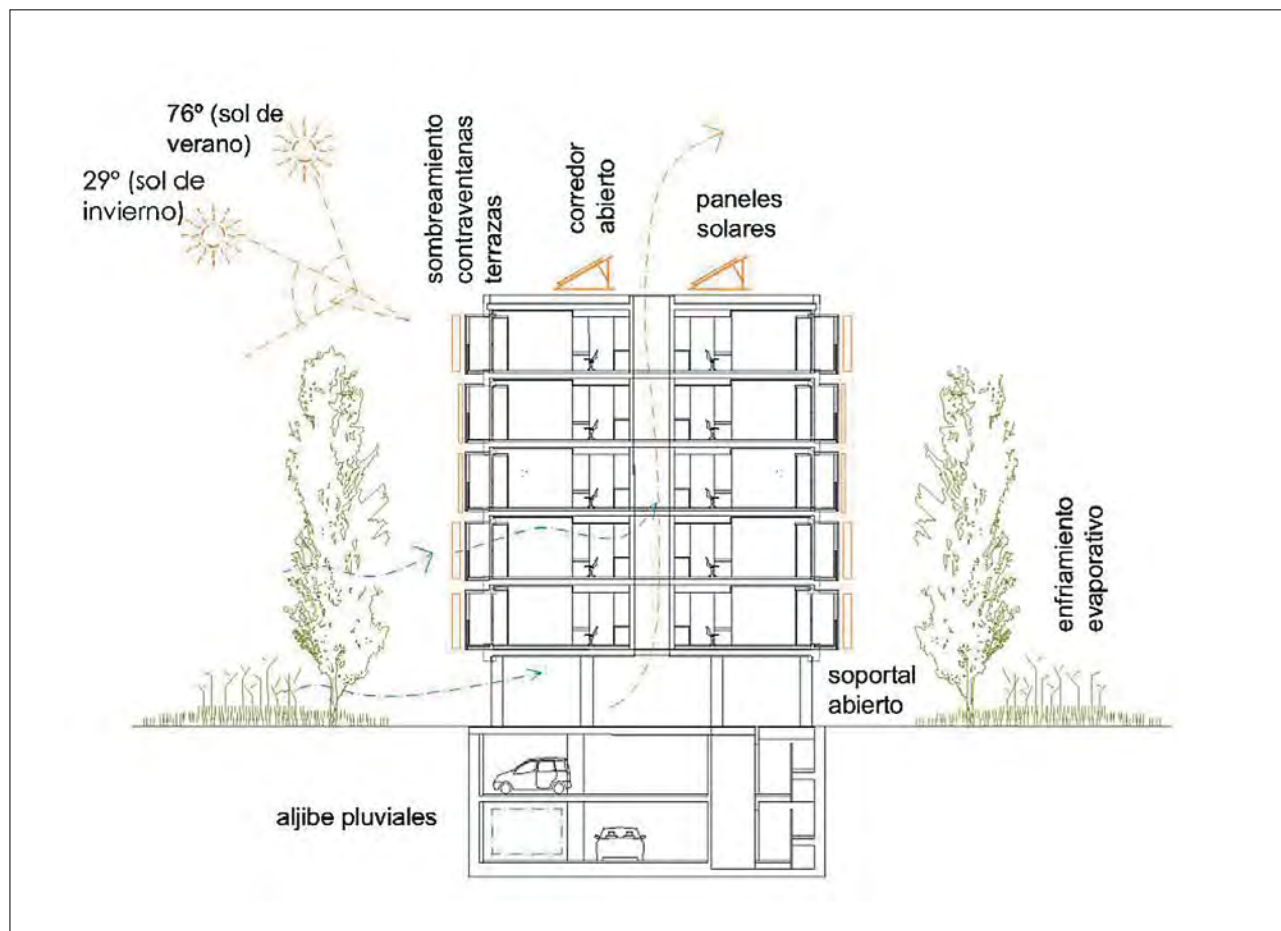 76º (sol de
verano)
29° (sol de
invierno)
sombreamiento
contraventanas
terrazas
corredor
abierto
paneles
solares
enfriamiento
evaporativo
soportal
abierto
aljibe pluviales